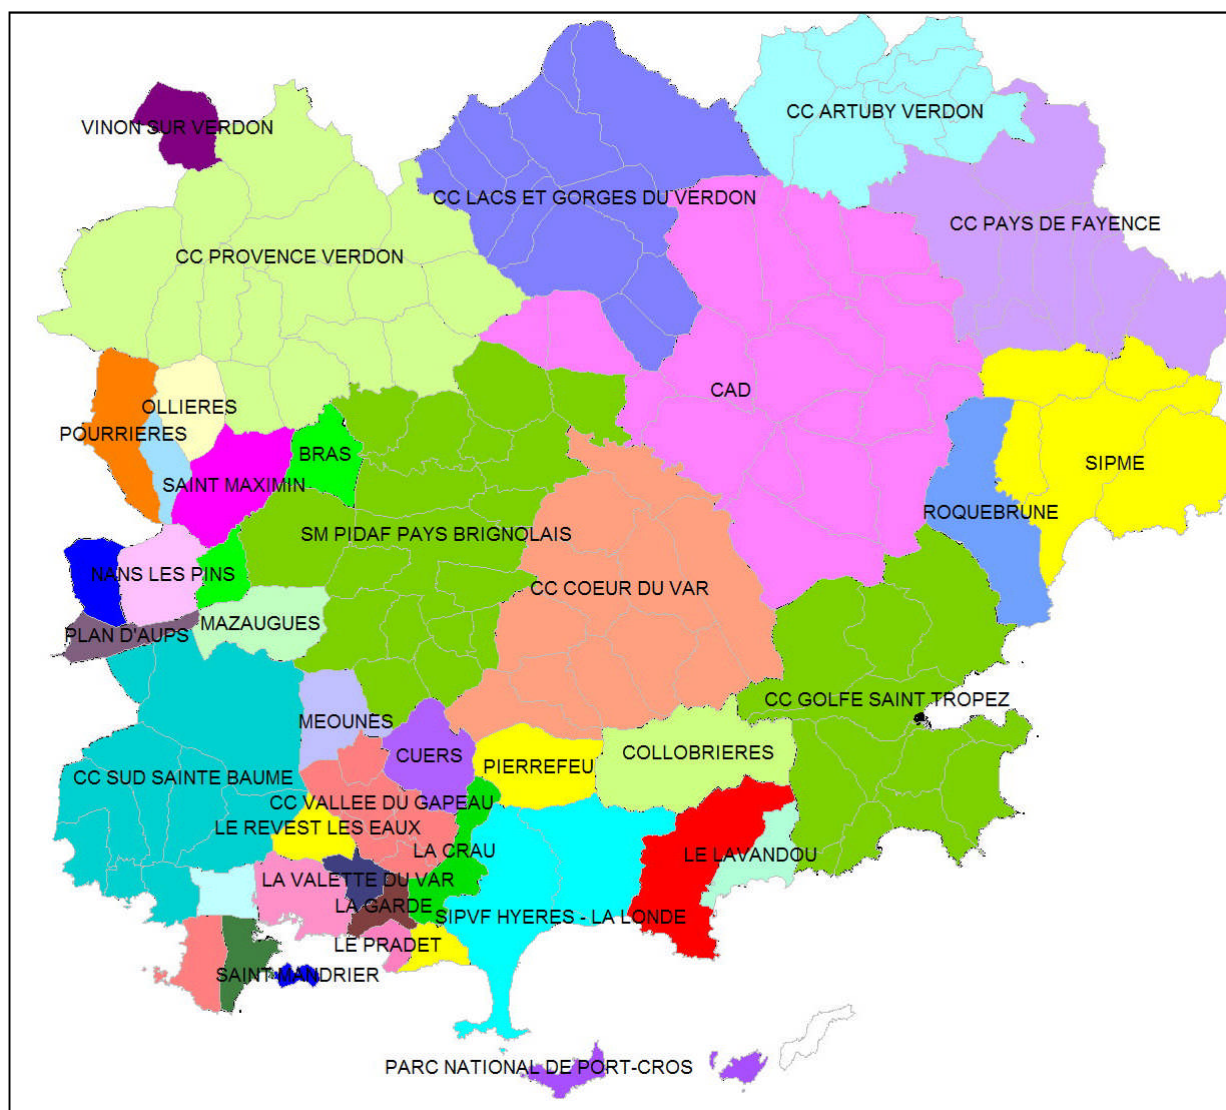 CC ARTUBY VERDON
VINON SUR VERDON
CC LACS ET GORGES DU VERDON
CC PAYS DE FAYENCE
CC PROVENCE VERDON
CAD
OLLIERES
POURRIERES
BRAS
SIPME
SAINT MAXIMIN
ROQUEBRUNE
SM PIDAF PAYS BRIGNOLAIS
NANS LES PINS
CC COEUR DU VAR
MAZAUGUES
PLAN D'AUPS
CC GOLFE SAINT TROPEZ
MEOUNES
COLLOBRIERES
CUERS
PIERREFEU
CC SUD SAINTE BAUME
CC VALLEE DU GAPEAU
LE REVEST LES EAUX
LA CRAU
LE LAVANDOU
LA VALETTE DU VAR
LA GARDE
SIPVF HYERES - LA LONDE
LE PRADET
SAINT MANDRIER
PARC NATIONAL DE PORT-CROS